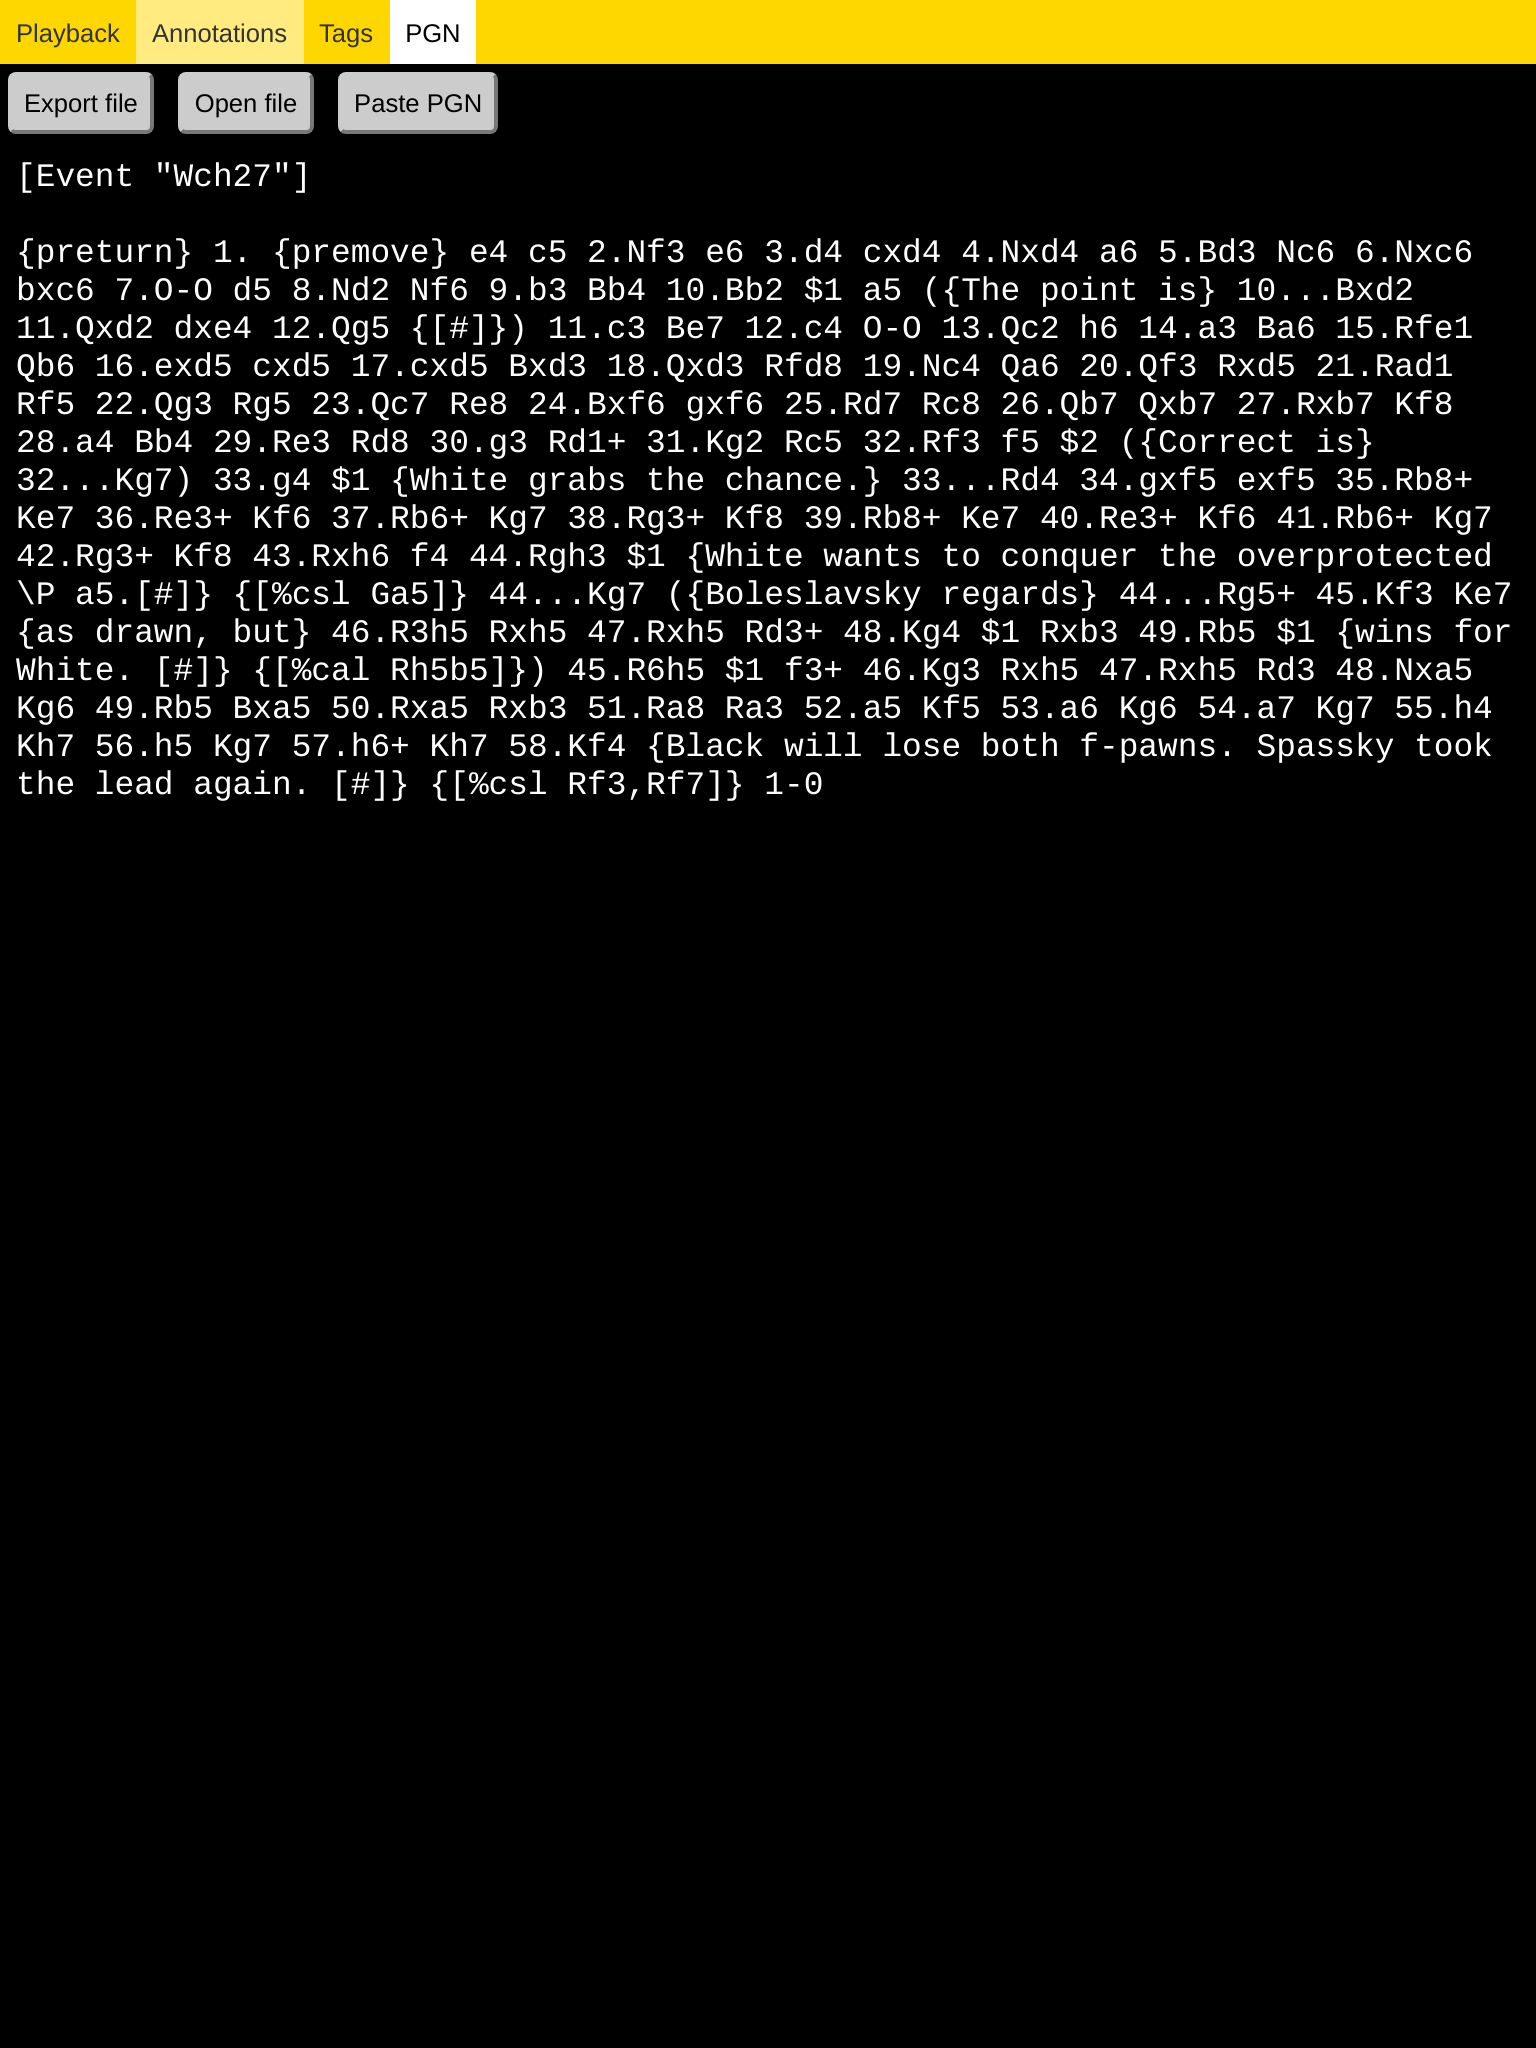 Playback Annotations Tags PGN
Export file Open file Paste PGN
[Event "Wch27"]
{preturn} 1. {premove} e4 c5 2.Nf3 e6 3.d4 cxd4 4.Nxd4 a6 5.Bd3 Nc6 6.Nxc6
bxc6 7.O-O d5 8.Nd2 Nf6 9.b3 Bb4 10.Bb2 $1 a5 ({The point is} 10...Bxd2
11.Qxd2 dxe4 12.Qg5 {[#]}) 11.c3 Be7 12.c4 O-O 13.Qc2 h6 14.a3 Ba6 15.Rfe1
Qb6 16.exd5 cxd5 17.cxd5 Bxd3 18.Qxd3 Rfd8 19.Nc4 Qa6 20.Qf3 Rxd5 21.Rad1
Rf5 22.Qg3 Rg5 23.Qc7 Re8 24.Bxf6 gxf6 25.Rd7 Rc8 26.Qb7 Qxb7 27.Rxb7 Kf8
28.a4 Bb4 29.Re3 Rd8 30.g3 Rd1+ 31.Kg2 Rc5 32.Rf3 f5 $2 ({Correct is}
32...Kg7) 33.g4 $1 {White grabs the chance.} 33...Rd4 34.gxf5 exf5 35.Rb8+
Ke7 36.Re3+ Kf6 37.Rb6+ Kg7 38.Rg3+ Kf8 39.Rb8+ Ke7 40.Re3+ Kf6 41.Rb6+ Kg7
42.Rg3+ Kf8 43.Rxh6 f4 44.Rgh3 $1 {White wants to conquer the overprotected
\P a5.[#]} {[%csl Ga5]} 44...Kg7 ({Boleslavsky regards} 44...Rg5+ 45.Kf3 Ke7
{as drawn, but} 46.R3h5 Rxh5 47.Rxh5 Rd3+ 48.Kg4 $1 Rxb3 49.Rb5 $1 {wins for
White. [#]} {[%cal Rh5b5]}) 45.R6h5 $1 f3+ 46.Kg3 Rxh5 47.Rxh5 Rd3 48.Nxa5
Kg6 49.Rb5 Bxa5 50.Rxa5 Rxb3 51.Ra8 Ra3 52.a5 Kf5 53.a6 Kg6 54.a7 Kg7 55.h4
Kh7 56.h5 Kg7 57.h6+ Kh7 58.Kf4 {Black will lose both f-pawns. Spassky took
the lead again. [#]} {[%csl Rf3,Rf7]} 1-0